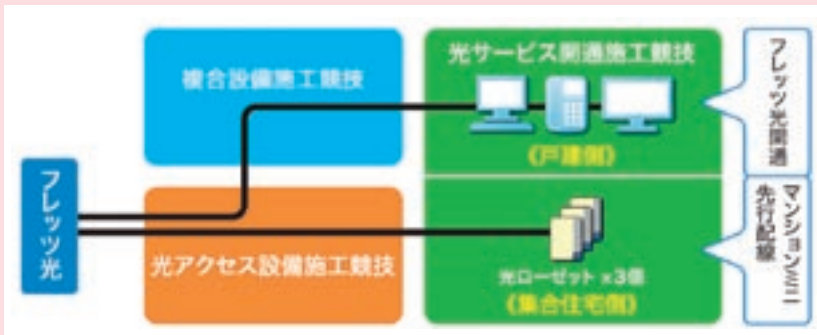 フレッツ光
複合設備施工競技
光アクセス設備施工競技
光サービス開通施工競技
《戸建側》
光ローゼット ×3個
《集合住宅側》
フレッツ光開通
マンションミニ
先行配線